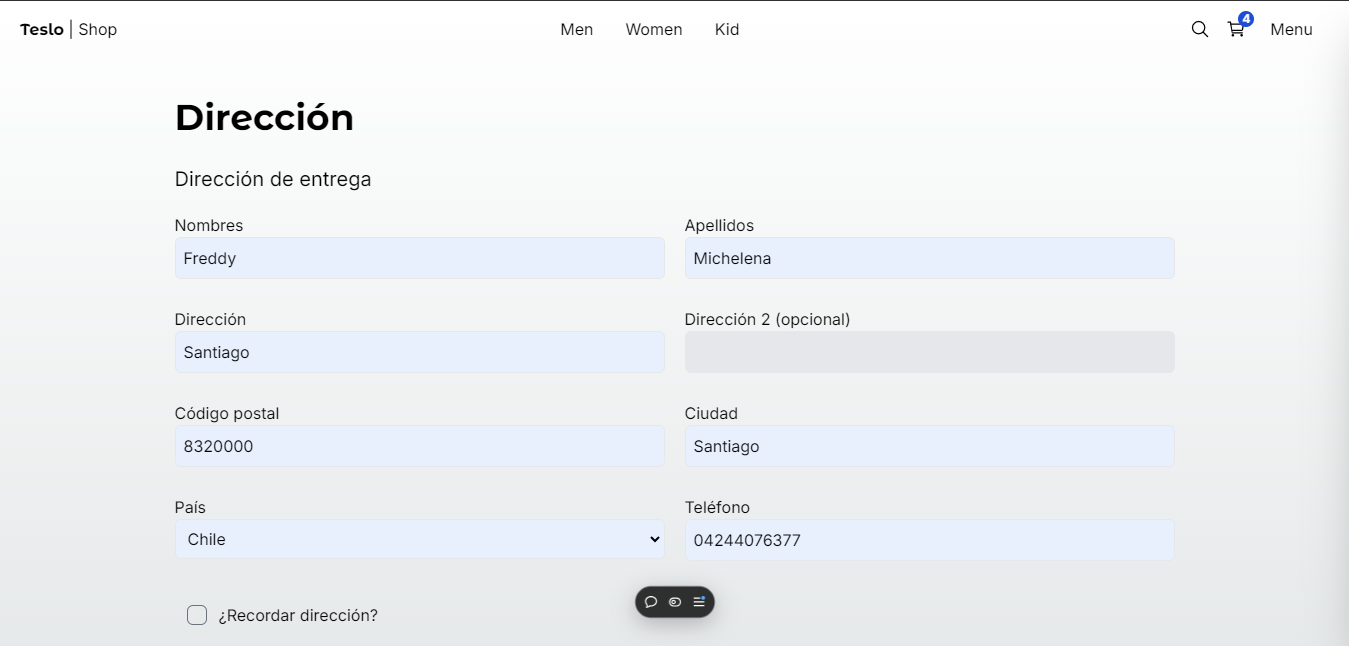 Teslo | Shop Men Women Kid 4 Menu
Dirección
Dirección de entrega
Nombres Apellidos
Freddy Michelena
Dirección Dirección 2 (opcional)
Santiago
Código postal Ciudad
8320000 Santiago
País Teléfono
Chile 04244076377
¿Recordar dirección?